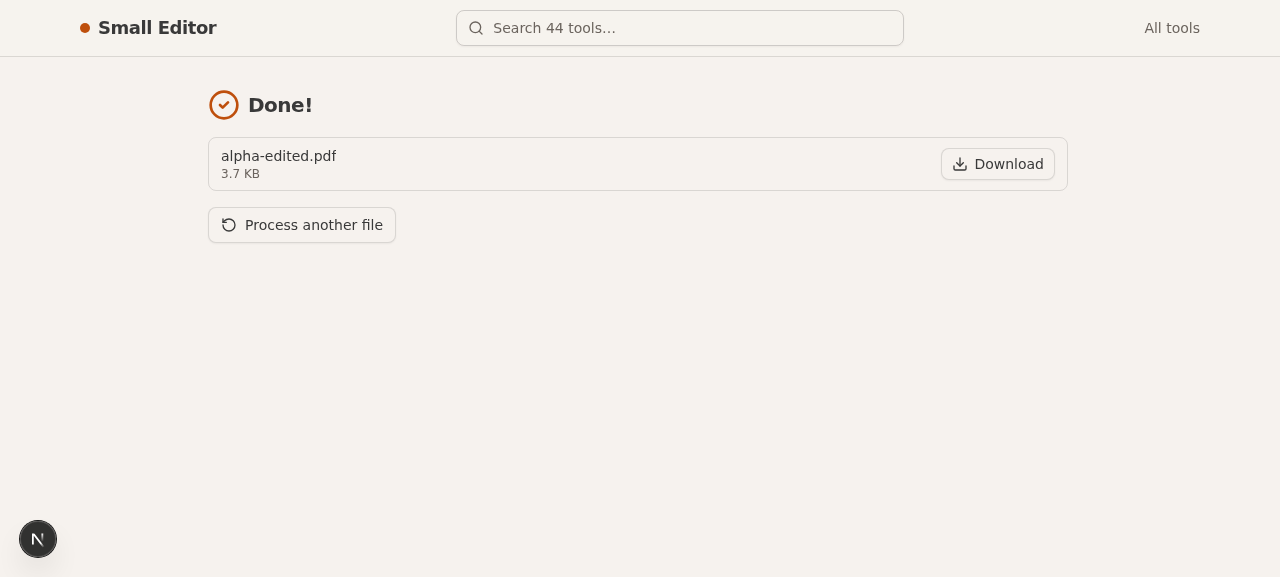 Small Editor
Search 44 tools…
All tools
Done!
alpha-edited.pdf
3.7 KB
Download
Process another file
N